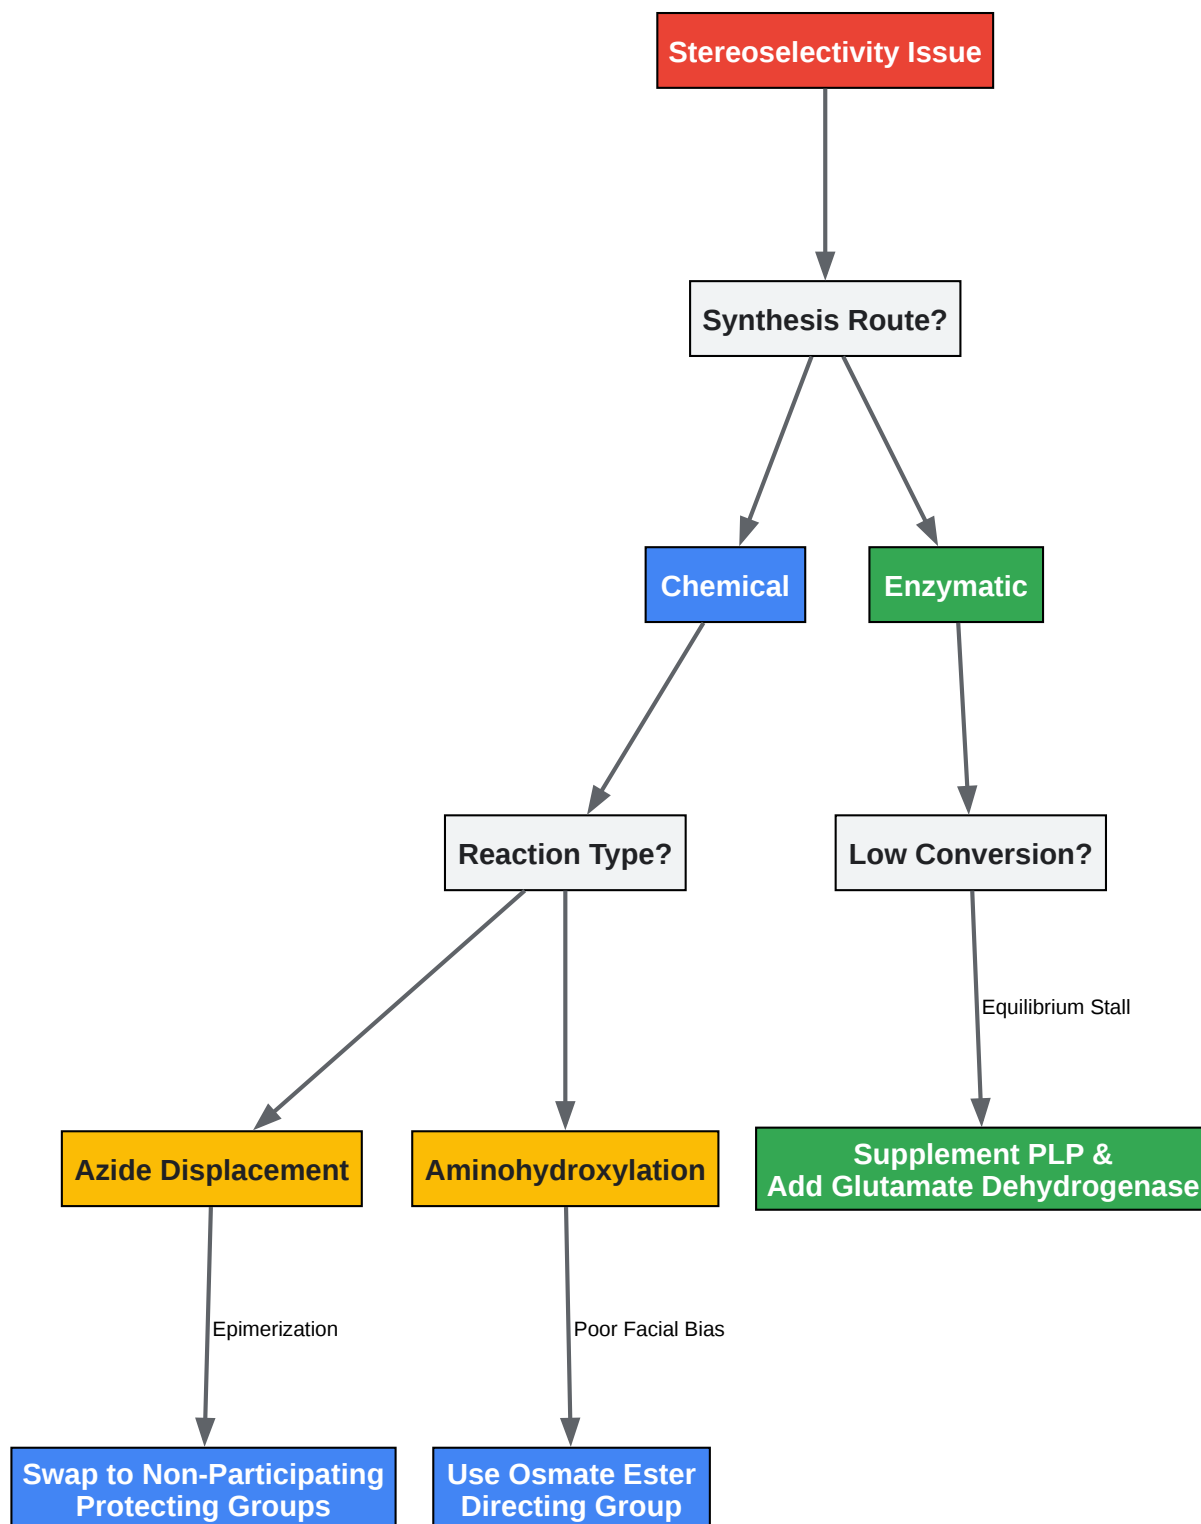 Stereoselectivity Issue
Synthesis Route?
Chemical
Enzymatic
Reaction Type?
Low Conversion?
Equilibrium Stall
Azide Displacement
Aminohydroxylation
Supplement PLP &
Add Glutamate Dehydrogenase
Epimerization
Poor Facial Bias
Swap to Non-Participating
Protecting Groups
Use Osmate Ester
Directing Group